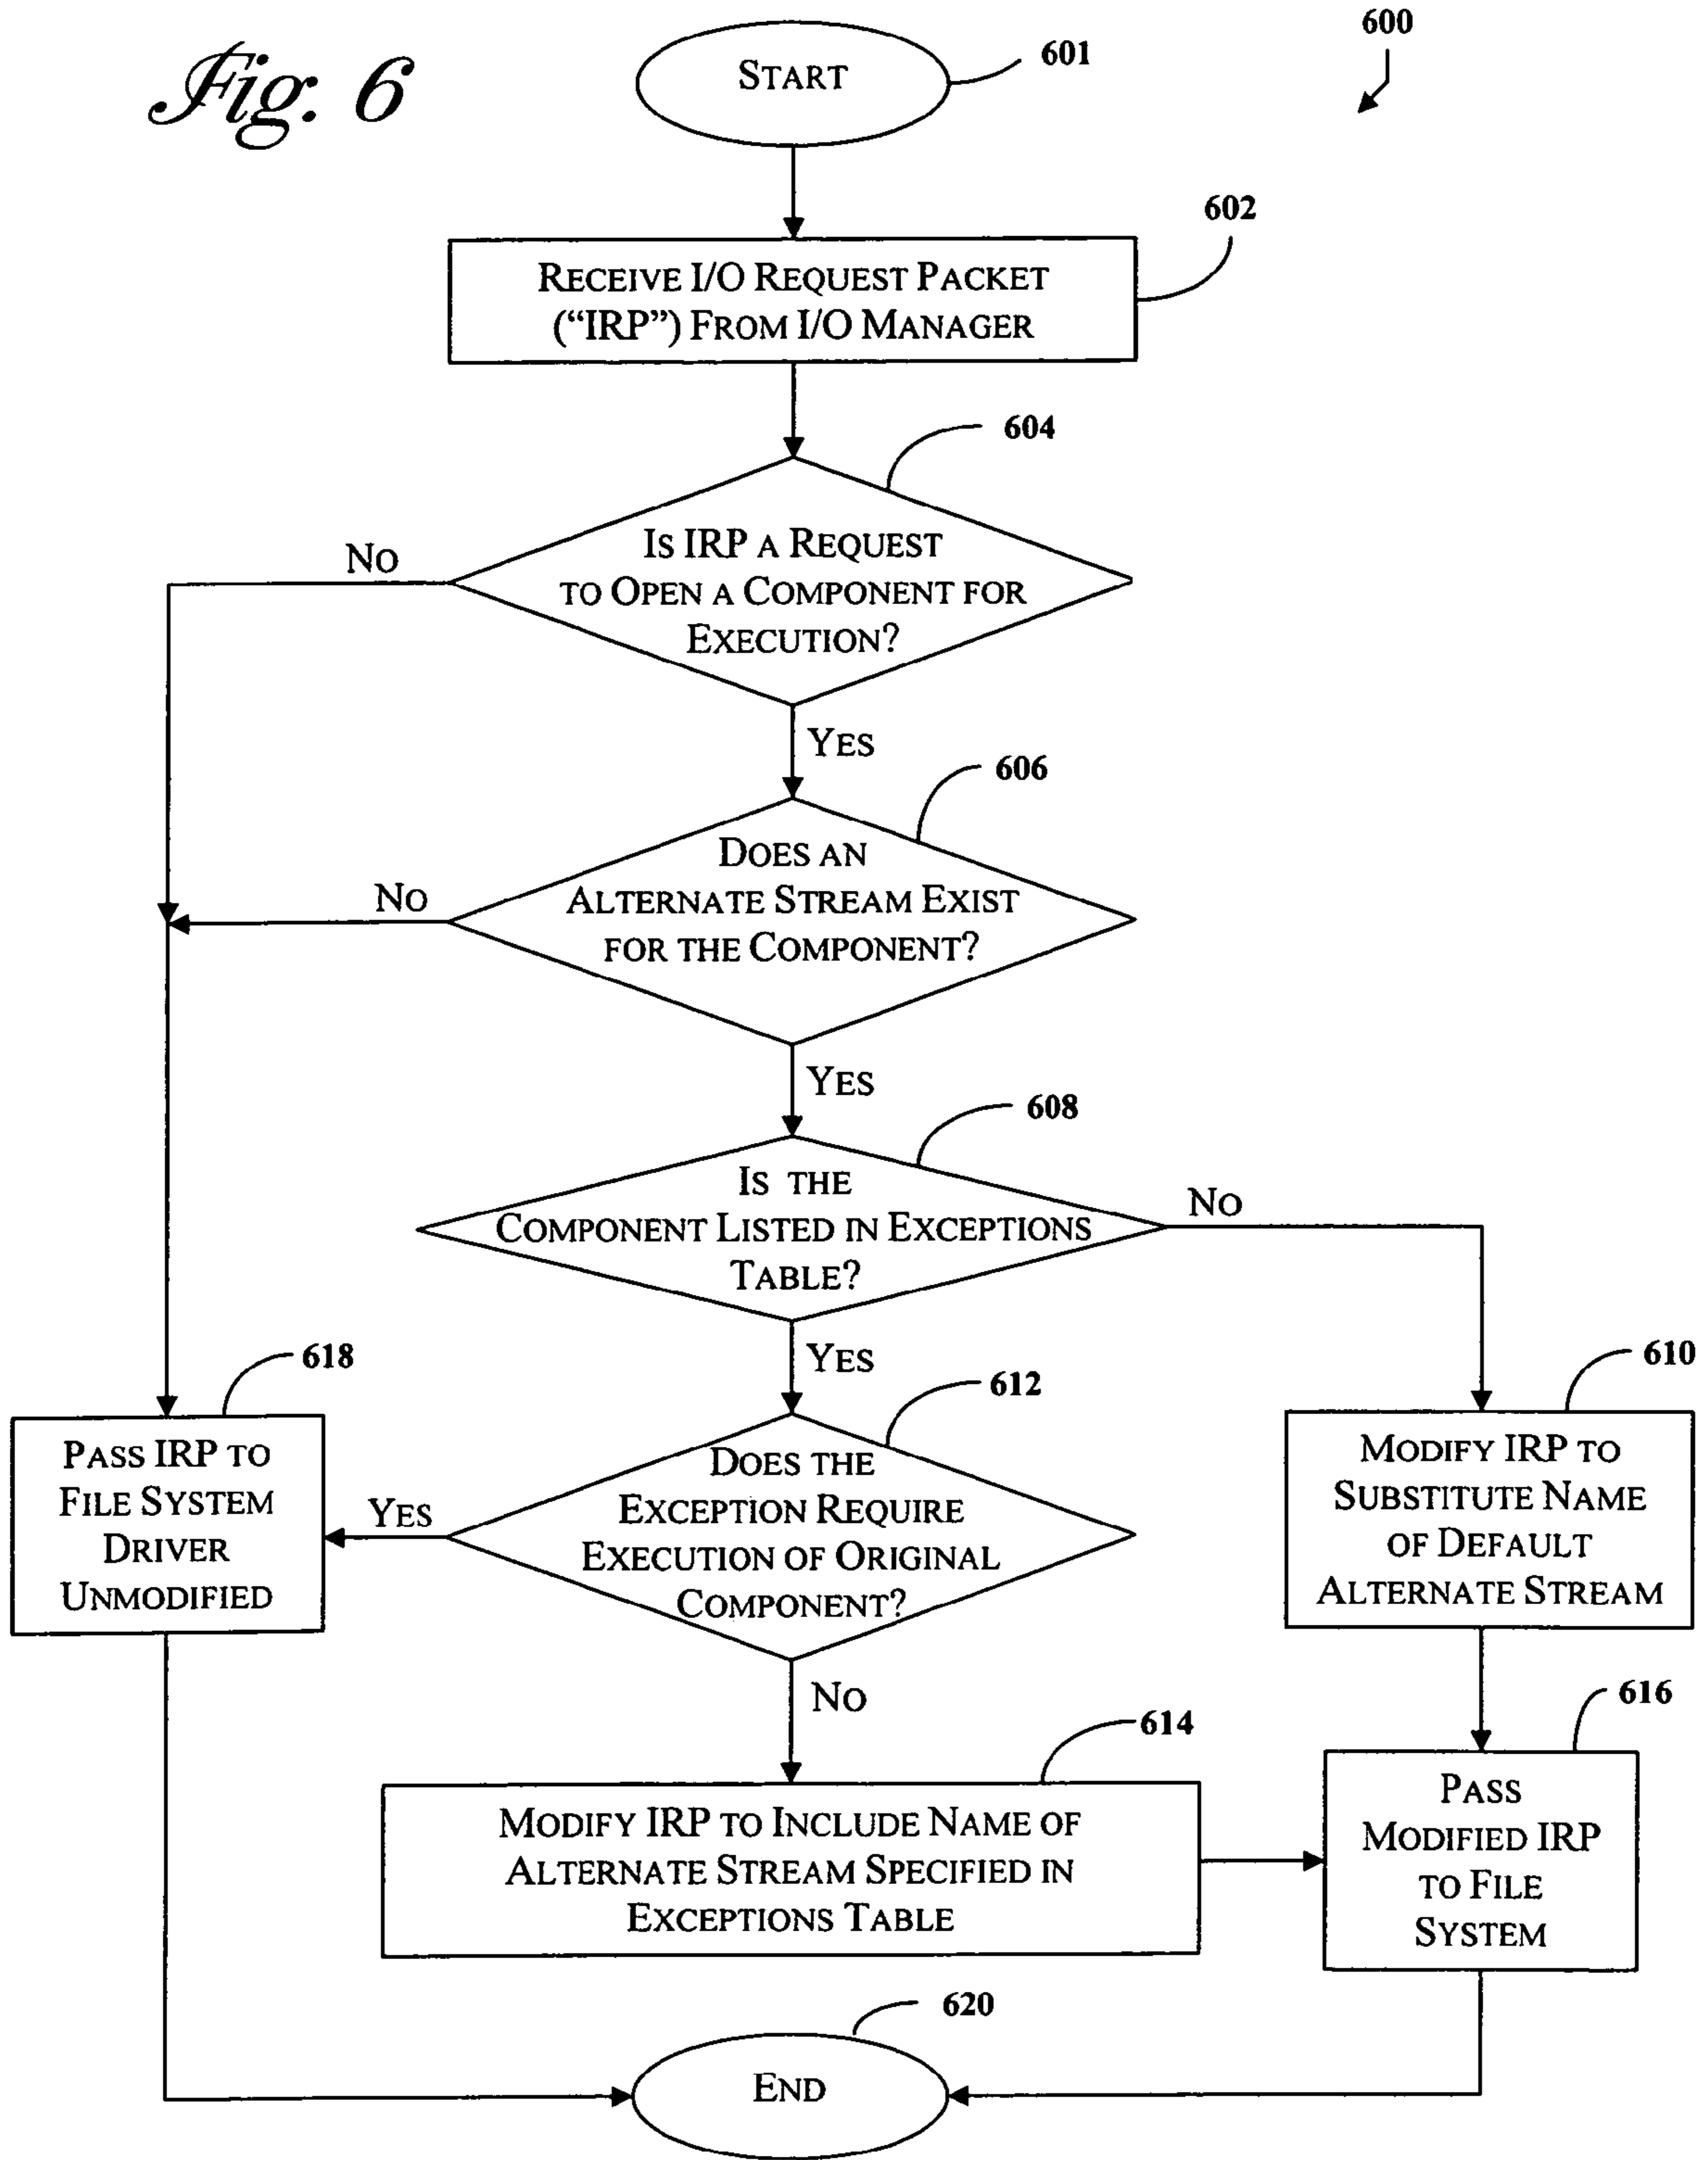 Fig. 6
600
START
601
602
RECEIVE I/O REQUEST PACKET
(“IRP”) FROM I/O MANAGER
604
IS IRP A REQUEST
TO OPEN A COMPONENT FOR
EXECUTION?
NO
YES
606
DOES AN
ALTERNATE STREAM EXIST
FOR THE COMPONENT?
NO
YES
608
IS THE
COMPONENT LISTED IN EXCEPTIONS
TABLE?
NO
YES
618
PASS IRP TO
FILE SYSTEM
DRIVER
UNMODIFIED
612
DOES THE
EXCEPTION REQUIRE
EXECUTION OF ORIGINAL
COMPONENT?
YES
NO
610
MODIFY IRP TO
SUBSTITUTE NAME
OF DEFAULT
ALTERNATE STREAM
614
MODIFY IRP TO INCLUDE NAME OF
ALTERNATE STREAM SPECIFIED IN
EXCEPTIONS TABLE
616
PASS
MODIFIED IRP
TO FILE
SYSTEM
620
END